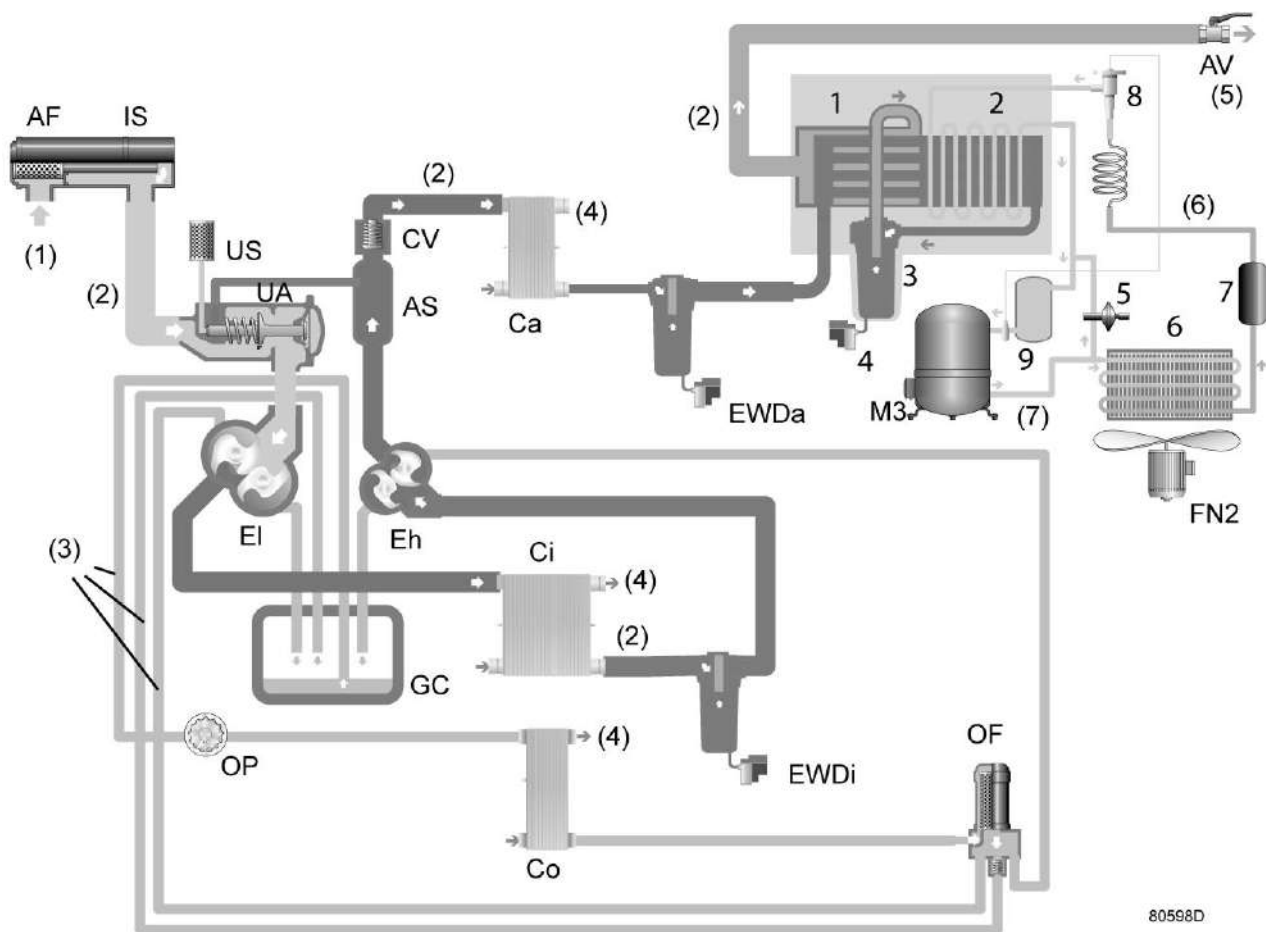 AV
(5)
AF IS
1
2
8
(2)
(2)
(4)
(6)
CV
(1)
US
3
(2)
UA
AS
5
7
Ca
6
4
9
EWDa
M3
(7)
FN2
El
Eh
(3)
Ci
(4)
(2)
GC
(4)
OF
OP
EWDi
Co
80598D